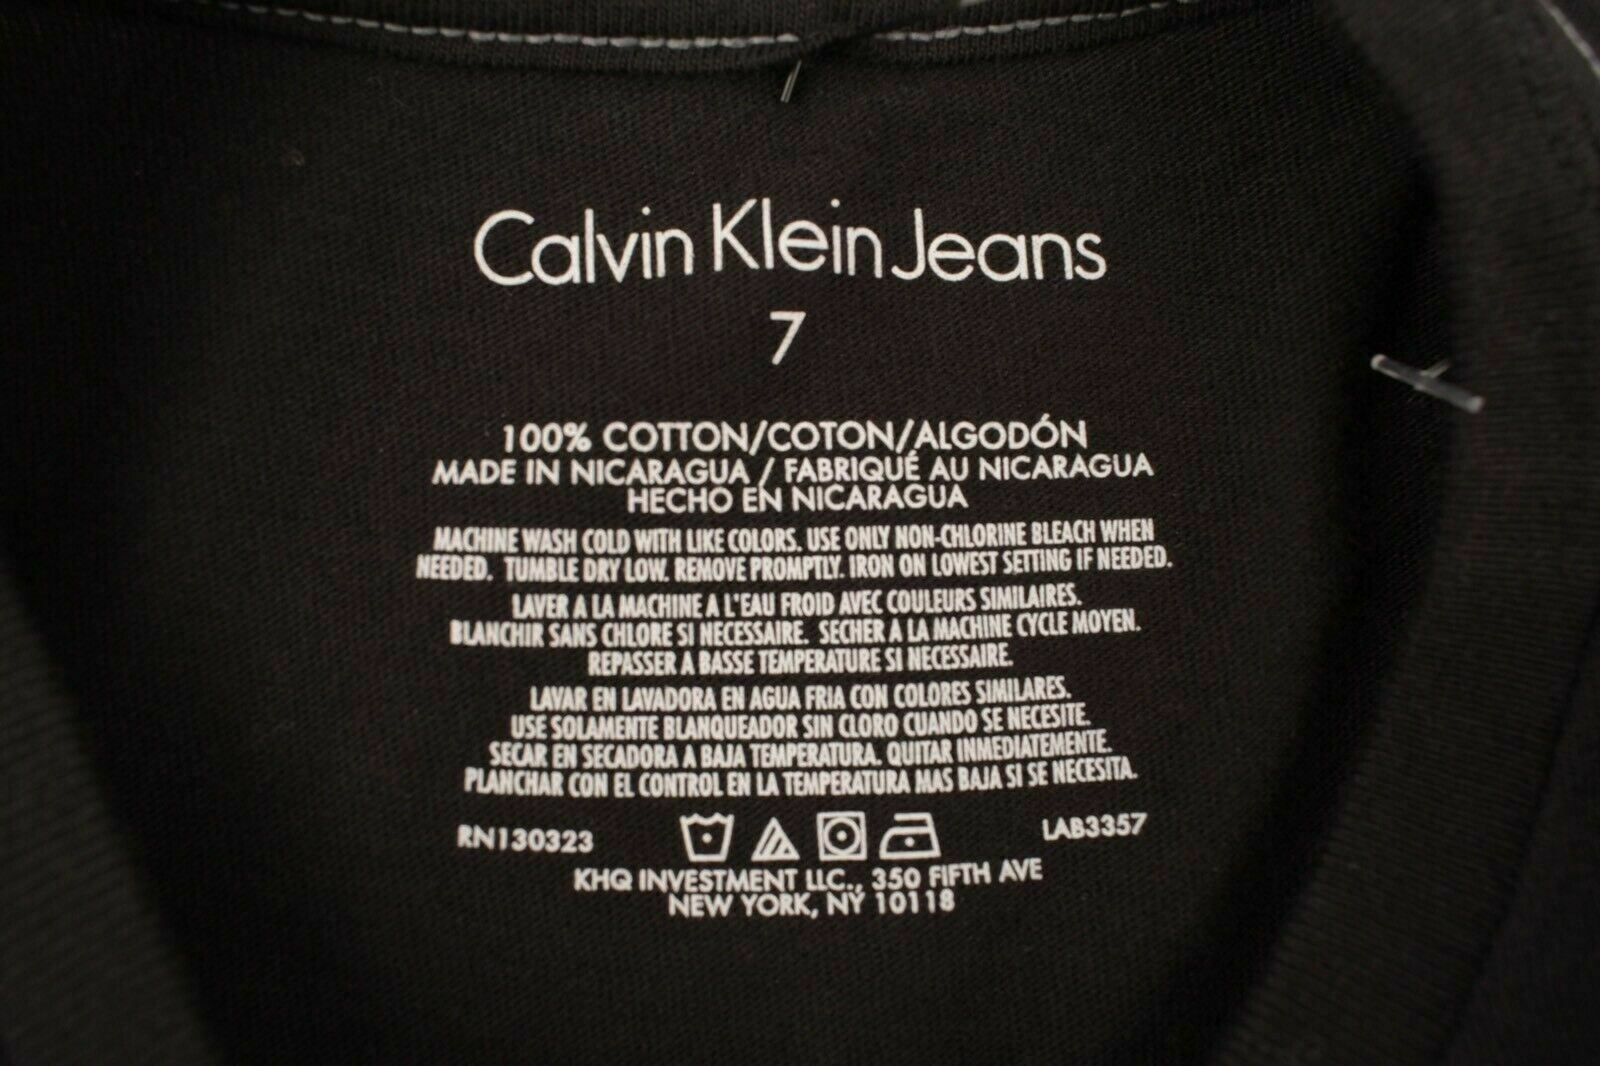 Calvin Klein Jeans
7
100% COTTON/COTON/ALGODÓN
MADE IN NICARAGUA / FABRIQUÉ AU NICARAGUA
HECHO EN NICARAGUA
MACHINE WASH COLD WITH LIKE COLORS. USE ONLY NON-CHLORINE BLEACH WHEN
NEEDED. TUMBLE DRY LOW. REMOVE PROMPTLY. IRON ON LOWEST SETTING IF NEEDED.
LAVER A LA MACHINE A L'EAU FROID AVEC COULEURS SIMILAIRES.
BLANCHIR SANS CHLORE SI NECESSAIRE. SECHER A LA MACHINE CYCLE MOYEN.
REPASSER A BASSE TEMPERATURE SI NECESSAIRE.
LAVAR EN LAVADORA EN AGUA FRIA CON COLORES SIMILARES.
USE SOLAMENTE BLANQUEADOR SIN CLORO CUANDO SE NECESITE.
SECAR EN SECADORA A BAJA TEMPERATURA. QUITAR INMEDIATEMENTE.
PLANCHAR CON EL CONTROL EN LA TEMPERATURA MAS BAJA SI SE NECESITA.
RN130323 LAB3357
KHQ INVESTMENT LLC., 350 FIFTH AVE
NEW YORK, NY 10118